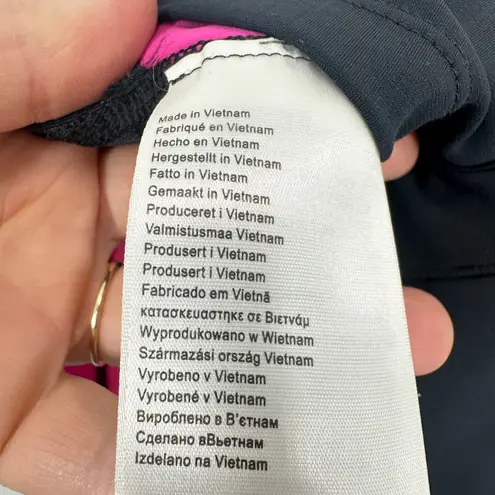 Made in Vietnam
Fabriqué en Vietnam
Hecho en Vietnam
Hergestellt in Vietnam
Fatto in Vietnam
Gemaakt in Vietnam
Produceret i Vietnam
Valmistusmaa Vietnam
Produsert i Vietnam
Produsert i Vietnam
Fabricado em Vietnã
κατασκευαστηκε σε Βιετνάμ
Wyprodukowano w Wietnam
Származási ország Vietnam
Vyrobeno v Vietnam
Vyrobené v Vietnam
Вироблено в В'єтнам
Сделано вВьетнам
Izdelano na Vietnam